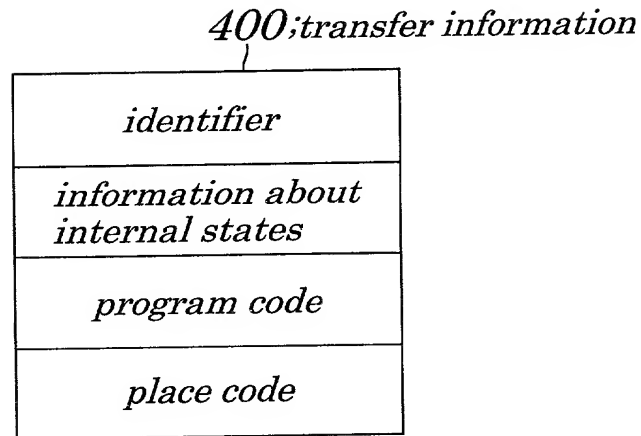 400;transfer information
identifier
information about
internal states
program code
place code